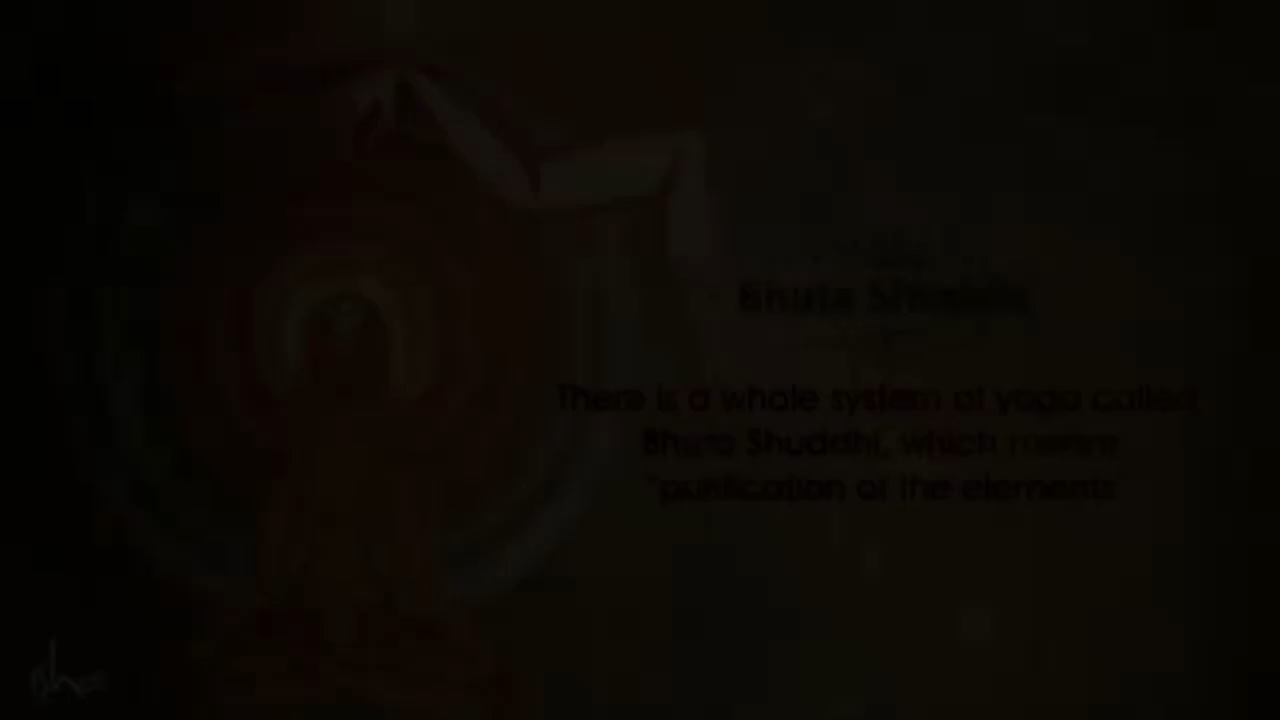 Bhuta Shuddhi
There is a whole system of yoga called
Bhuta Shuddhi, which means
"purification of the elements"